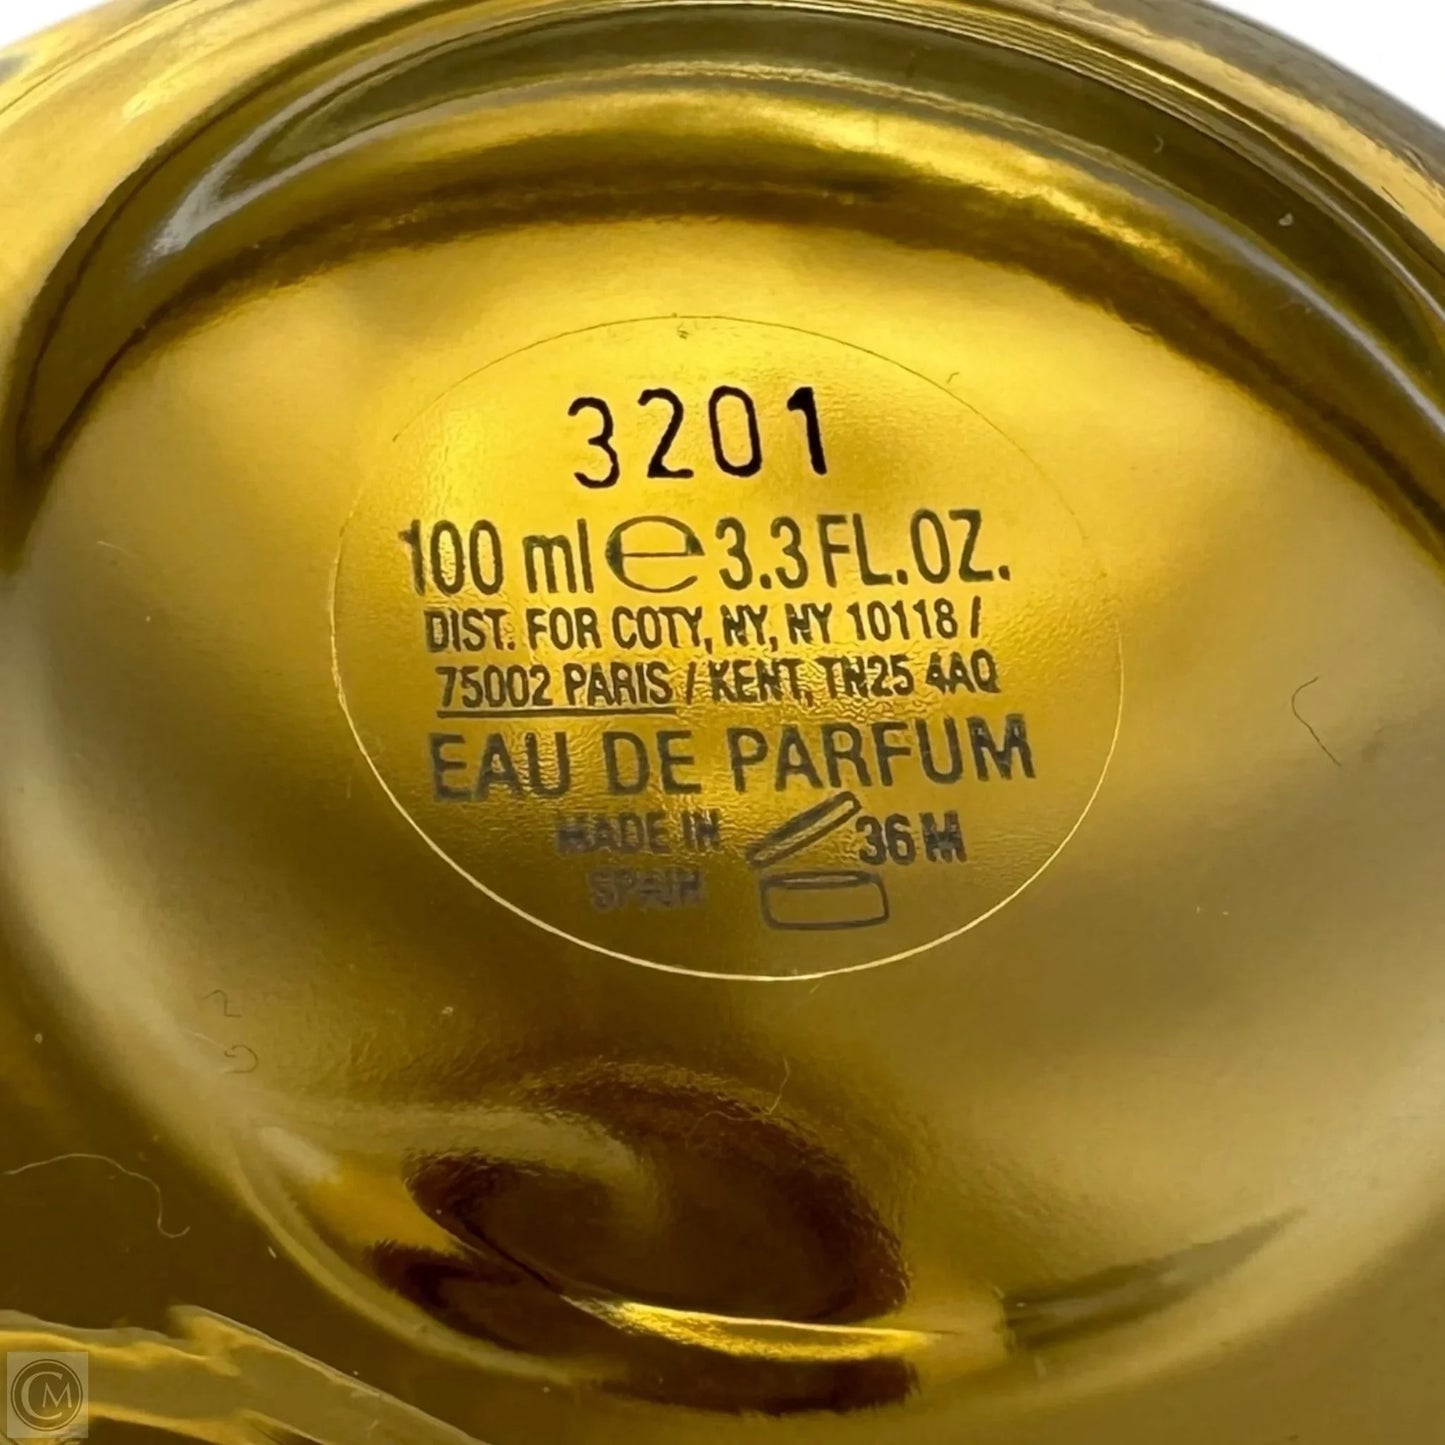 3201
100 ml e 3.3 FL.OZ.
DIST. FOR COTY, NY, NY 10118 /
75002 PARIS / KENT, TN25 4AQ
EAU DE PARFUM
MADE IN
SPAIN
36 M
CM